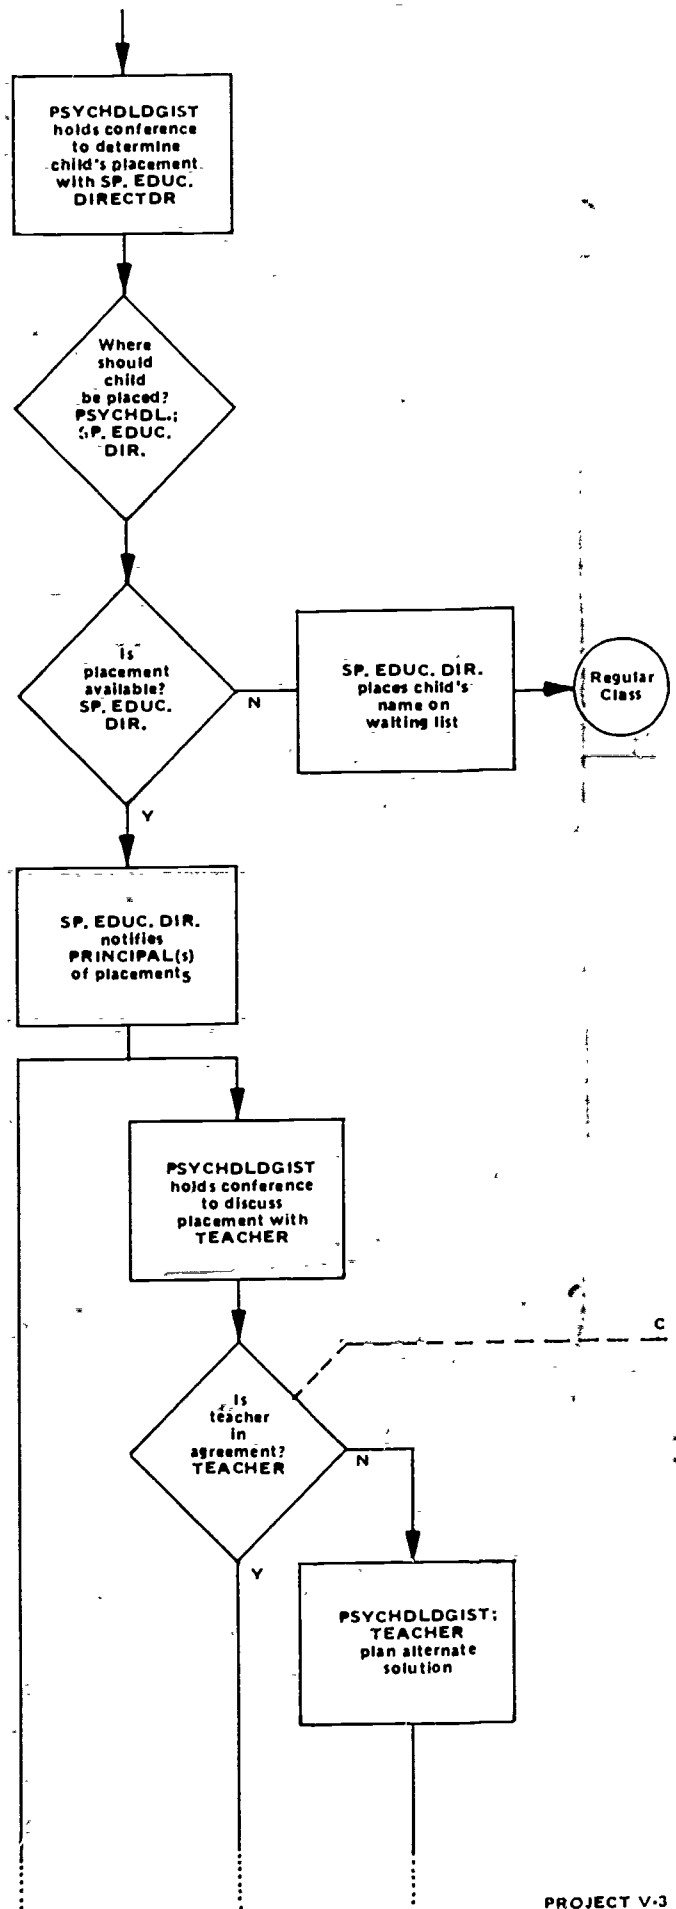 PSYCHDLDGIST
holds conference
to determine
child's placement
with SP. EDUC.
DIRECTDR
Where
should
child
be placed?
PSYCHDL.;
SP. EDUC.
DIR.
Is
placement
available?
SP. EDUC.
DIR.
N
SP. EDUC. DIR.
places child's
name on
waiting list
Regular
Class
Y
SP. EDUC. DIR.
notifies
PRINCIPAL(s)
of placements
PSYCHDLDGIST
holds conference
to discuss
placement with
TEACHER
C
Is
teacher
in
agreement?
TEACHER
N
Y
PSYCHDLDGIST;
TEACHER
plan alternate
solution
PROJECT V-3